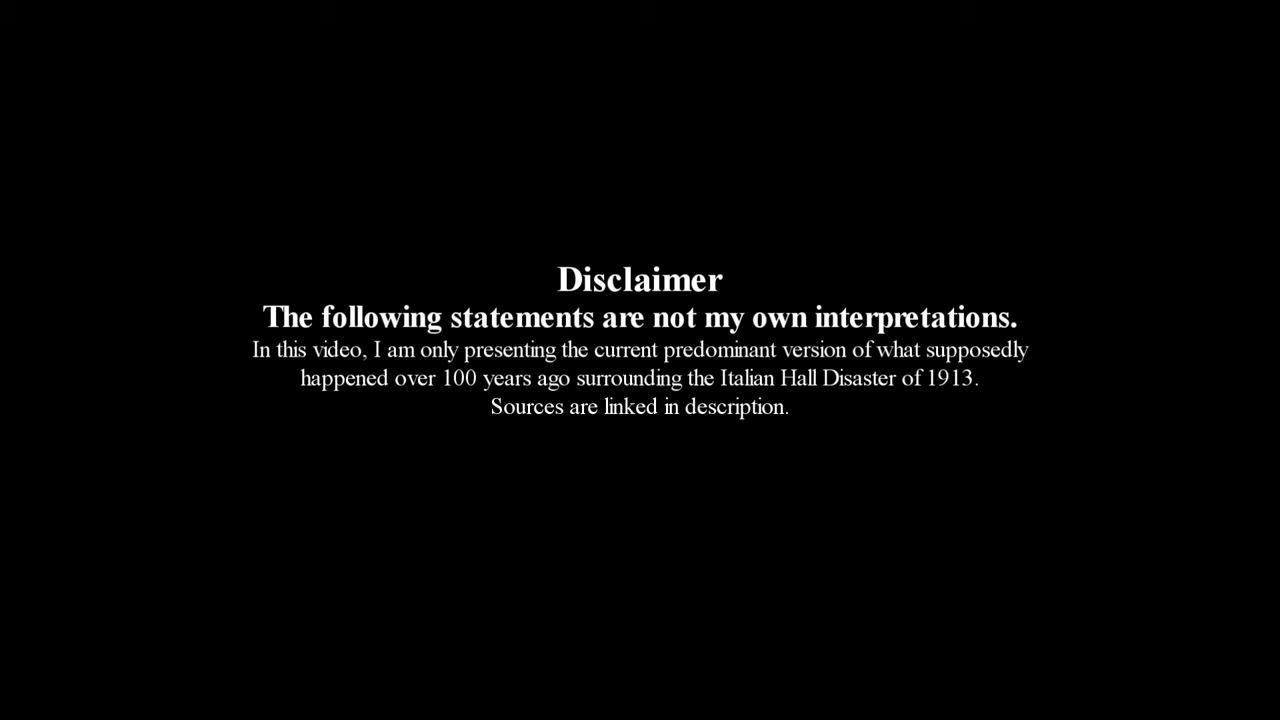 Disclaimer
The following statements are not my own interpretations.
In this video, I am only presenting the current predominant version of what supposedly
happened over 100 years ago surrounding the Italian Hall Disaster of 1913.
Sources are linked in description.